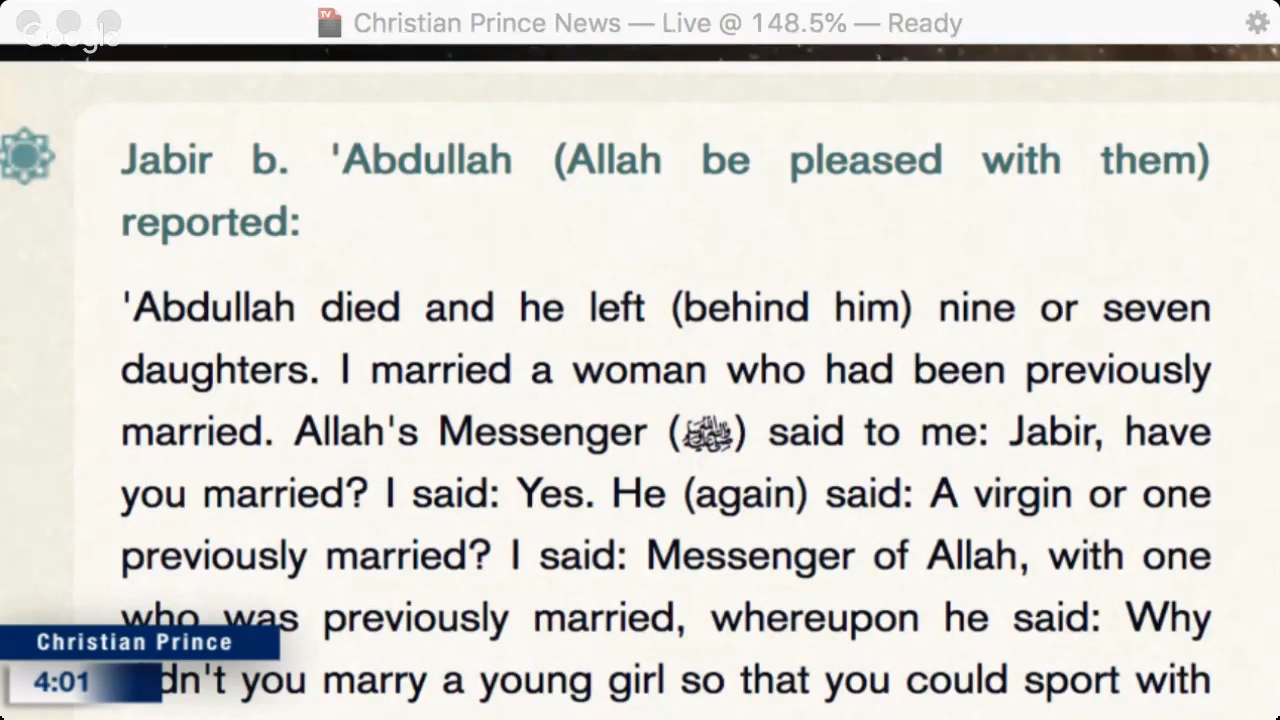 Christian Prince News — Live @ 148.5% — Ready
Google
Jabir b. 'Abdullah (Allah be pleased with them)
reported:
'Abdullah died and he left (behind him) nine or seven
daughters. I married a woman who had been previously
married. Allah's Messenger (ﷺ) said to me: Jabir, have
you married? I said: Yes. He (again) said: A virgin or one
previously married? I said: Messenger of Allah, with one
who was previously married, whereupon he said: Why
dn't you marry a young girl so that you could sport with
Christian Prince
4:01